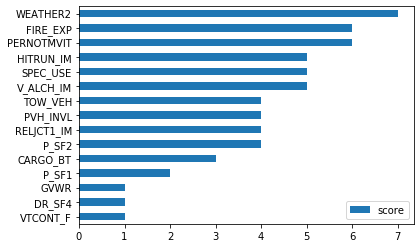 WEATHER2
FIRE_EXP
PERNOTMVIT
HITRUN_IM
SPEC_USE
V_ALCH_IM
TOW_VEH
PVH_INVL
RELJCT1_IM
P_SF2
CARGO_BT
P_SF1
GVWR
DR_SF4
VTCONT_F
score
0 1 2 3 4 5 6 7